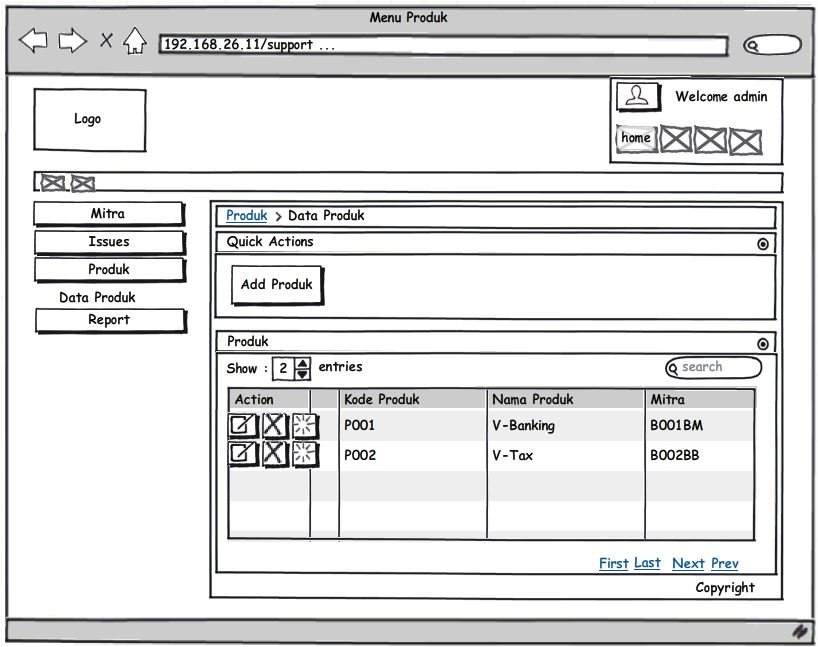 Menu Produk
192.168.26.11/support ...
Logo
Welcome admin
home
Mitra
Issues
Produk
Data Produk
Report
Produk > Data Produk
Quick Actions
Add Produk
Produk
Show : 2 entries
search
Action Kode Produk Nama Produk Mitra
P001 V-Banking B001BM
P002 V-Tax B002BB
First Last Next Prev
Copyright